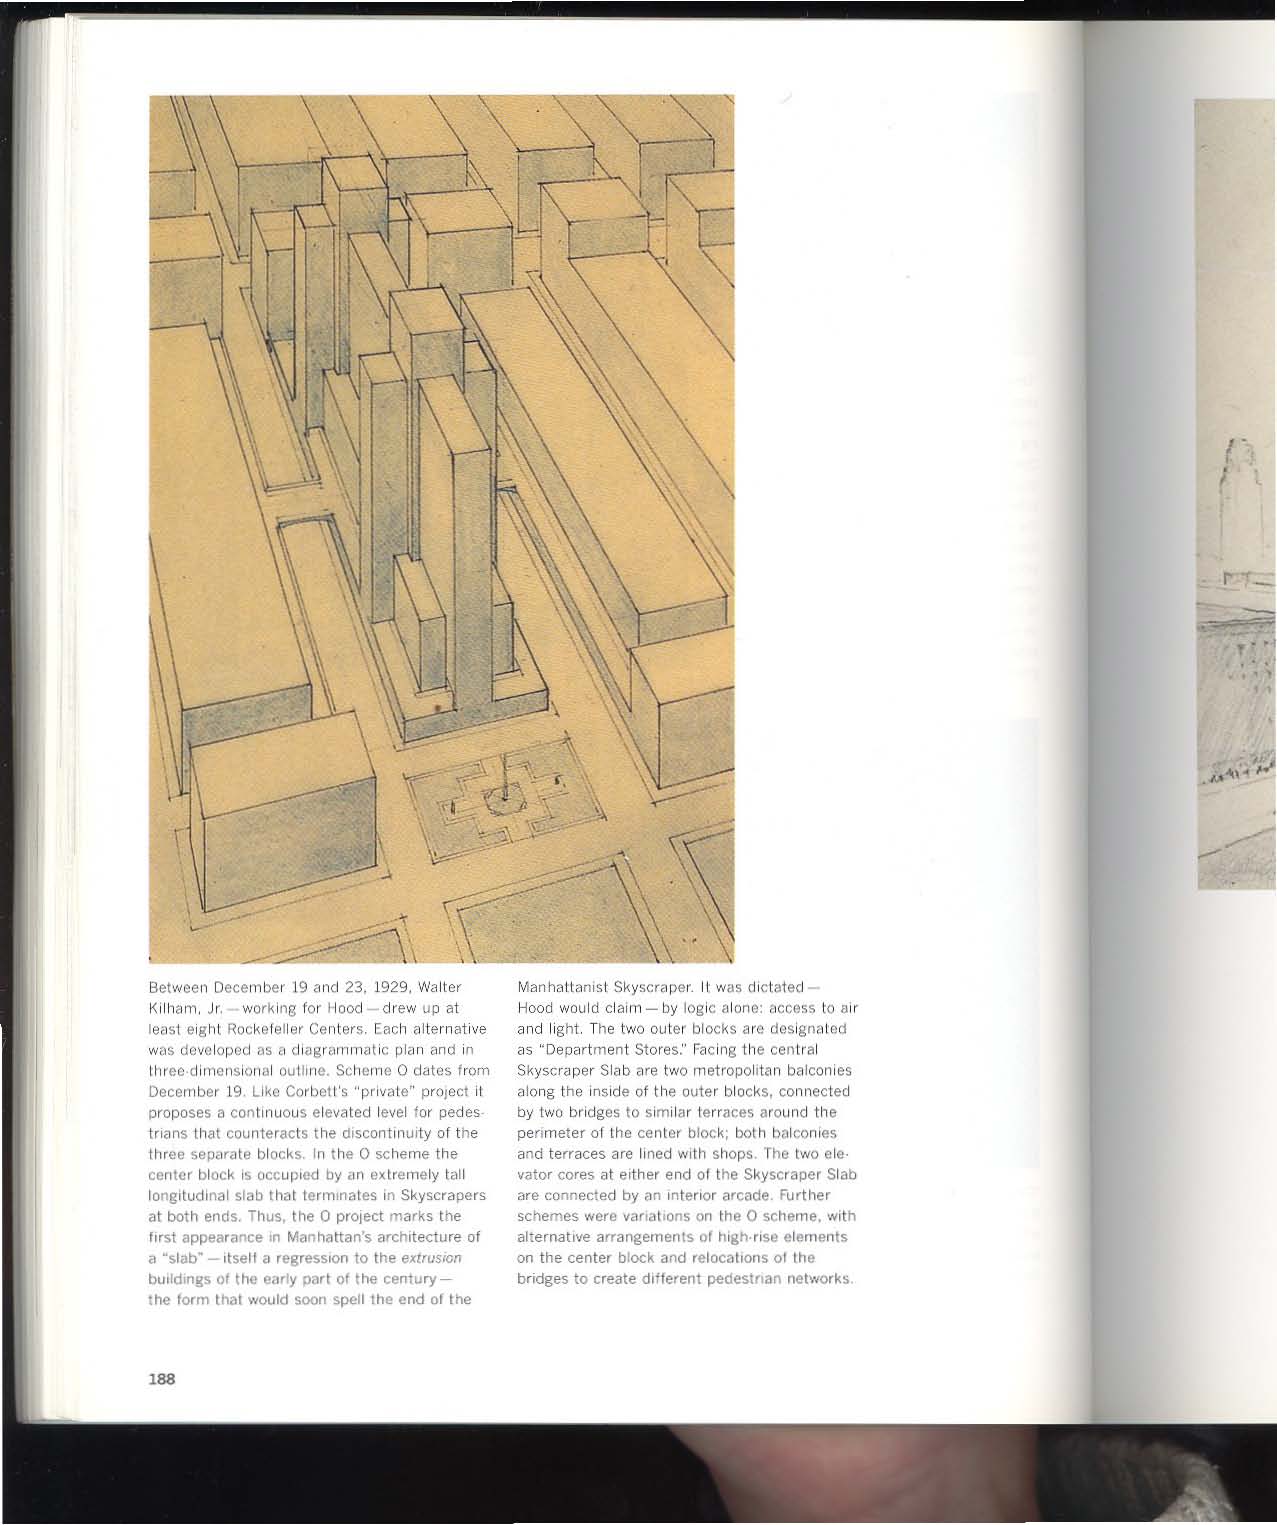 Between December 19 and 23, 1929, Walter
Kilham, Jr. — working for Hood — drew up at
least eight Rockefeller Centers. Each alternative
was developed as a diagrammatic plan and in
three-dimensional outline. Scheme O dates from
December 19. Like Corbett's "private" project it
proposes a continuous elevated level for pedes-
trians that counteracts the discontinuity of the
three separate blocks. In the O scheme the
center block is occupied by an extremely tall
longitudinal slab that terminates in Skyscrapers
at both ends. Thus, the O project marks the
first appearance in Manhattan's architecture of
a "slab" — itself a regression to the extrusion
buildings of the early part of the century —
the form that would soon spell the end of the
Manhattanist Skyscraper. It was dictated —
Hood would claim — by logic alone: access to air
and light. The two outer blocks are designated
as "Department Stores." Facing the central
Skyscraper Slab are two metropolitan balconies
along the inside of the outer blocks, connected
by two bridges to similar terraces around the
perimeter of the center block; both balconies
and terraces are lined with shops. The two ele-
vator cores at either end of the Skyscraper Slab
are connected by an interior arcade. Further
schemes were variations on the O scheme, with
alternative arrangements of high-rise elements
on the center block and relocations of the
bridges to create different pedestrian networks.
188